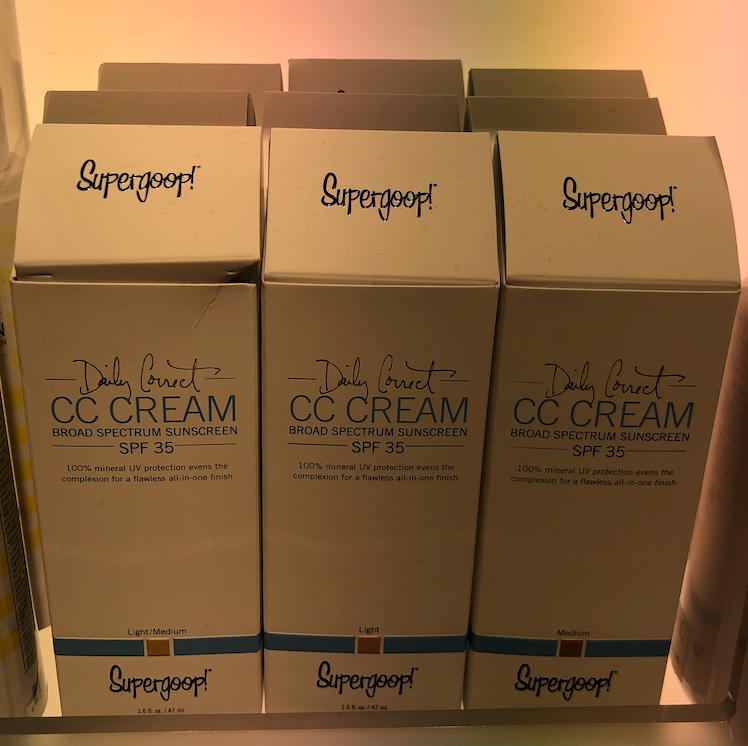 Supergoop!
Daily Correct
CC CREAM
BROAD SPECTRUM SUNSCREEN
SPF 35
100% mineral UV protection evens the
complexion for a flawless all-in-one finish
Light/Medium
Supergoop!
1.6 fl. oz. / 47 ml.
Supergoop!
Daily Correct
CC CREAM
BROAD SPECTRUM SUNSCREEN
SPF 35
100% mineral UV protection evens the
complexion for a flawless all-in-one finish
Light
Supergoop!
1.6 fl. oz. / 47 ml.
Supergoop!
Daily Correct
CC CREAM
BROAD SPECTRUM SUNSCREEN
SPF 35
100% mineral UV protection evens the
complexion for a flawless all-in-one finish
Medium
Supergoop!